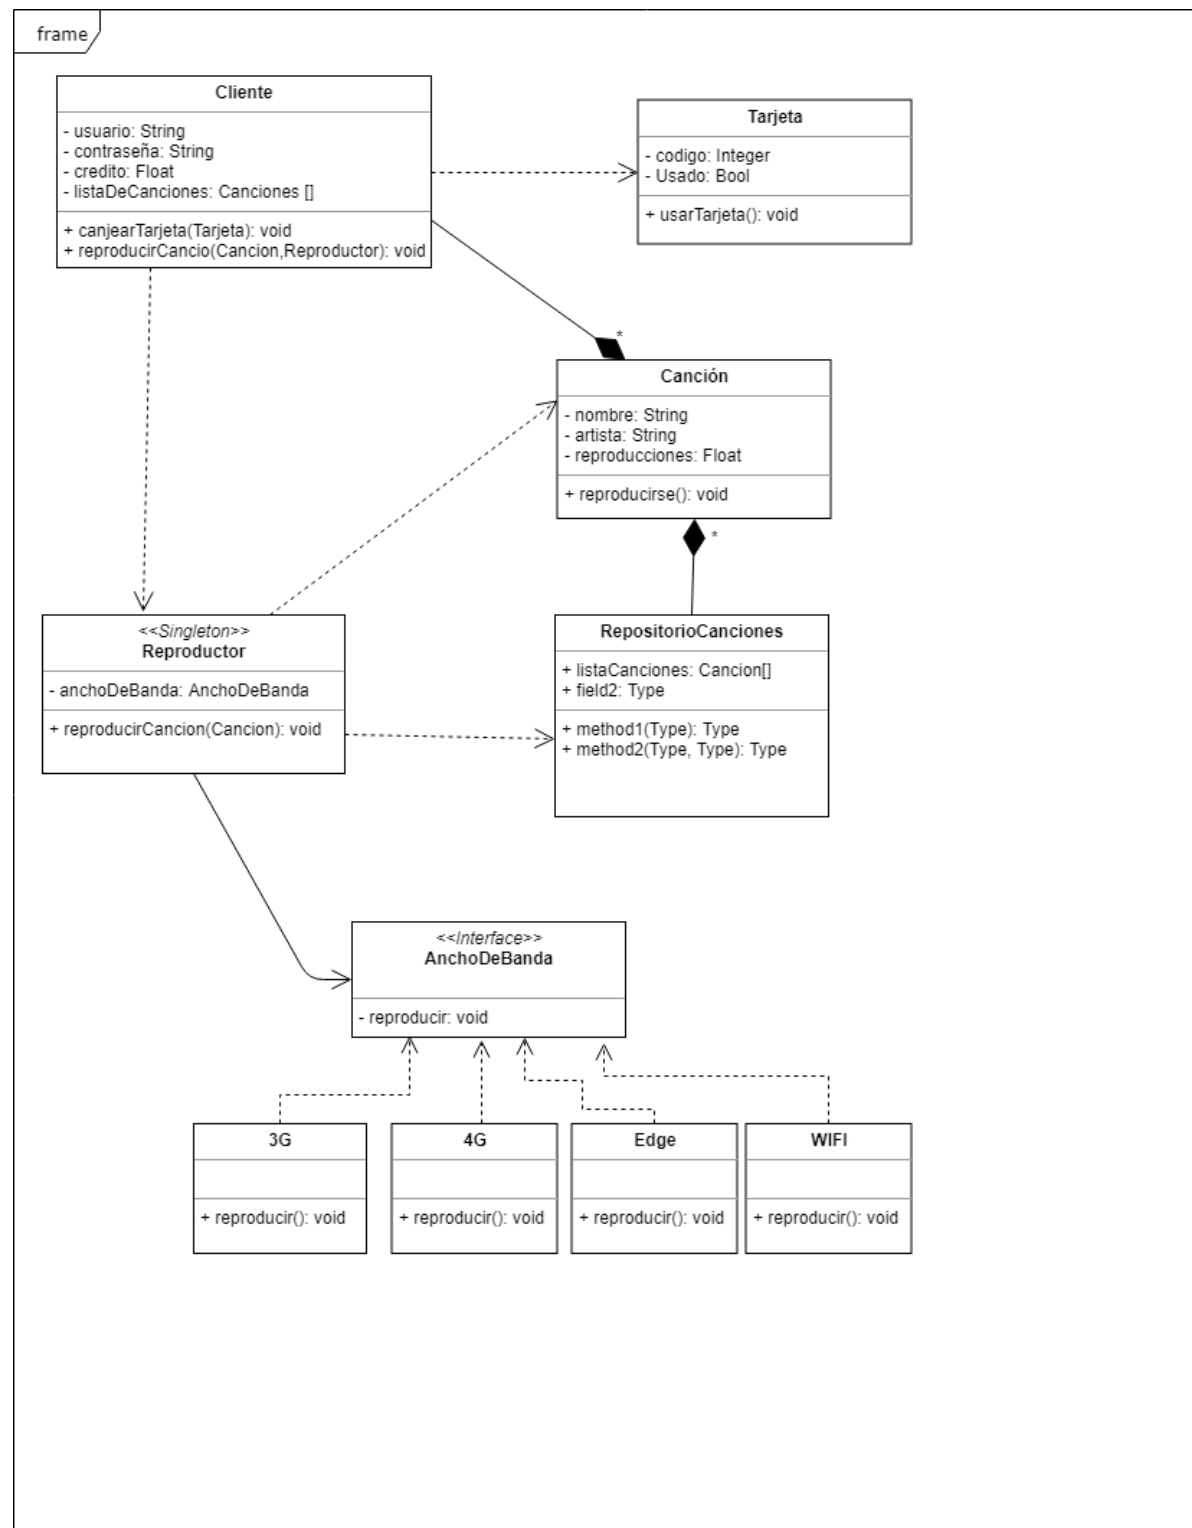 frame
Cliente
- usuario: String
- contraseña: String
- credito: Float
- listaDeCanciones: Canciones []
+ canjearTarjeta(Tarjeta): void
+ reproducirCancio(Cancion,Reproductor): void
Tarjeta
- codigo: Integer
- Usado: Bool
+ usarTarjeta(): void
*
Canción
- nombre: String
- artista: String
- reproducciones: Float
+ reproducirse(): void
*
<<Singleton>>
Reproductor
- anchoDeBanda: AnchoDeBanda
+ reproducirCancion(Cancion): void
RepositorioCanciones
+ listaCanciones: Cancion[]
+ field2: Type
+ method1(Type): Type
+ method2(Type, Type): Type
<<Interface>>
AnchoDeBanda
- reproducir: void
3G
+ reproducir(): void
4G
+ reproducir(): void
Edge
+ reproducir(): void
WIFI
+ reproducir(): void